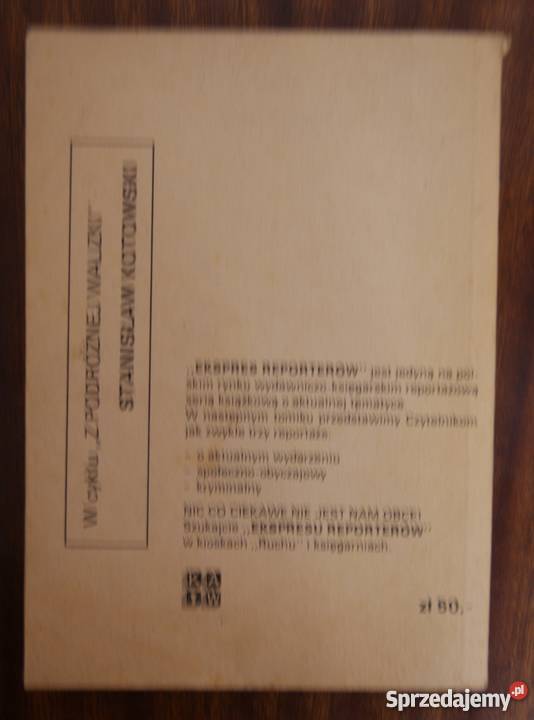 W cyklu „Z PODRÓŻNEJ WALIZKI”
STANISŁAW KOTOWSKI
„EKSPRES REPORTERÓW” jest jedyną na pol-
skim rynku wydawniczo-księgarskim reportażową
serią książkową o aktualnej tematyce.
W następnym tomiku przedstawimy Czytelnikom
jak zwykle trzy reportaże:
- o aktualnym wydarzeniu
- społeczno-obyczajowy
- kryminalny
NIC CO CIEKAWE NIE JEST NAM OBCE!
Szukajcie „EKSPRESU REPORTERÓW”
w kioskach „Ruchu” i księgarniach.
KAW
zł 50,-
Sprzedajemy.pl